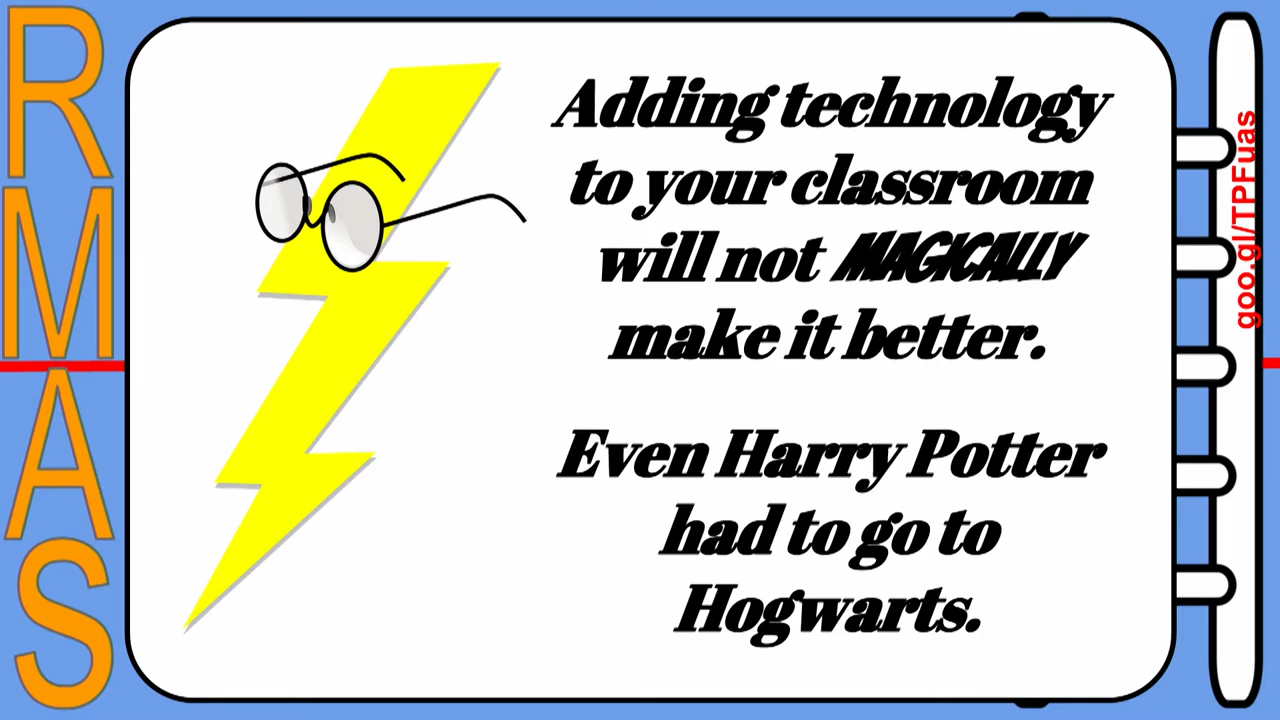 RMAS
Adding technology
to your classroom
will not MAGICALLY
make it better.
Even Harry Potter
had to go to
Hogwarts.
goo.gl/TPFuas